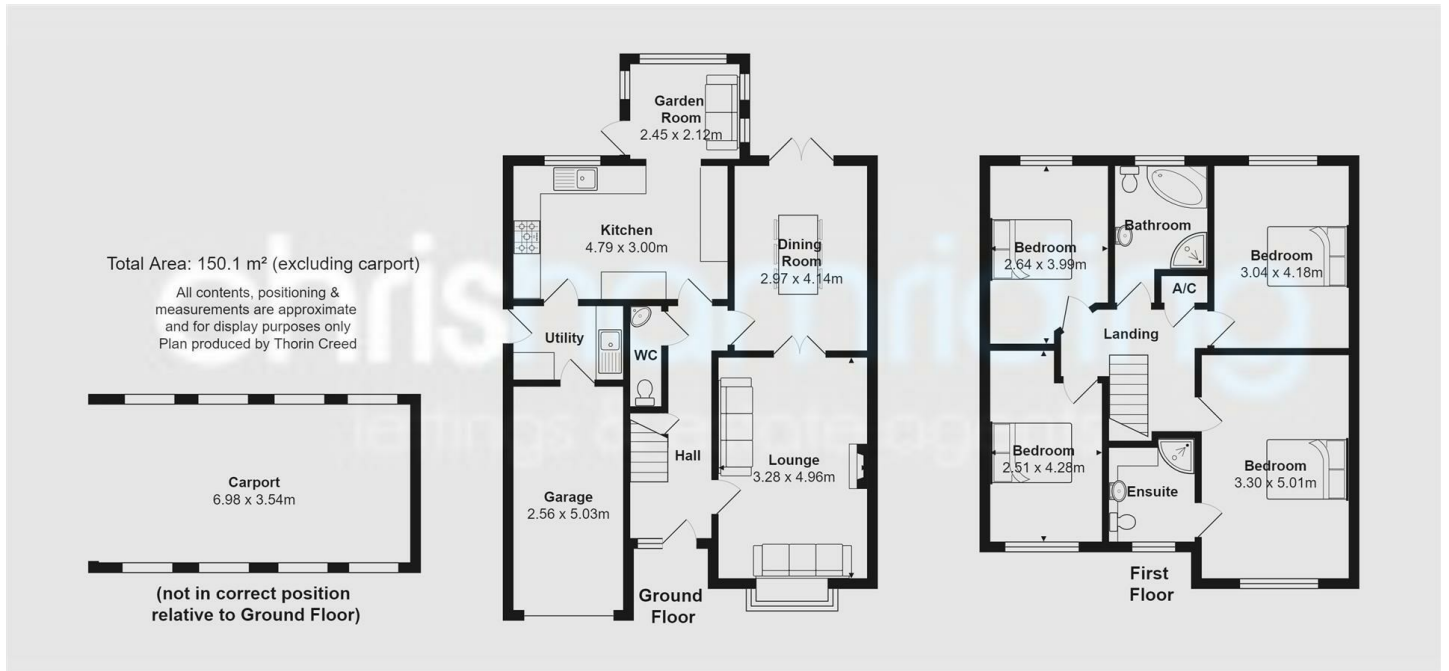 Garden
Room
2.45 x 2.12m
Kitchen
4.79 x 3.00m
Dining
Room
2.97 x 4.14m
Bedroom
2.64 x 3.99m
Bathroom
Bedroom
3.04 x 4.18m
A/C
Landing
Total Area: 150.1 m² (excluding carport)
All contents, positioning &
measurements are approximate
and for display purposes only
Plan produced by Thorin Creed
Utility
WC
Carport
6.98 x 3.54m
(not in correct position
relative to Ground Floor)
Garage
2.56 x 5.03m
Hall
Lounge
3.28 x 4.96m
Ground
Floor
Bedroom
2.51 x 4.28m
Ensuite
Bedroom
3.30 x 5.01m
First
Floor